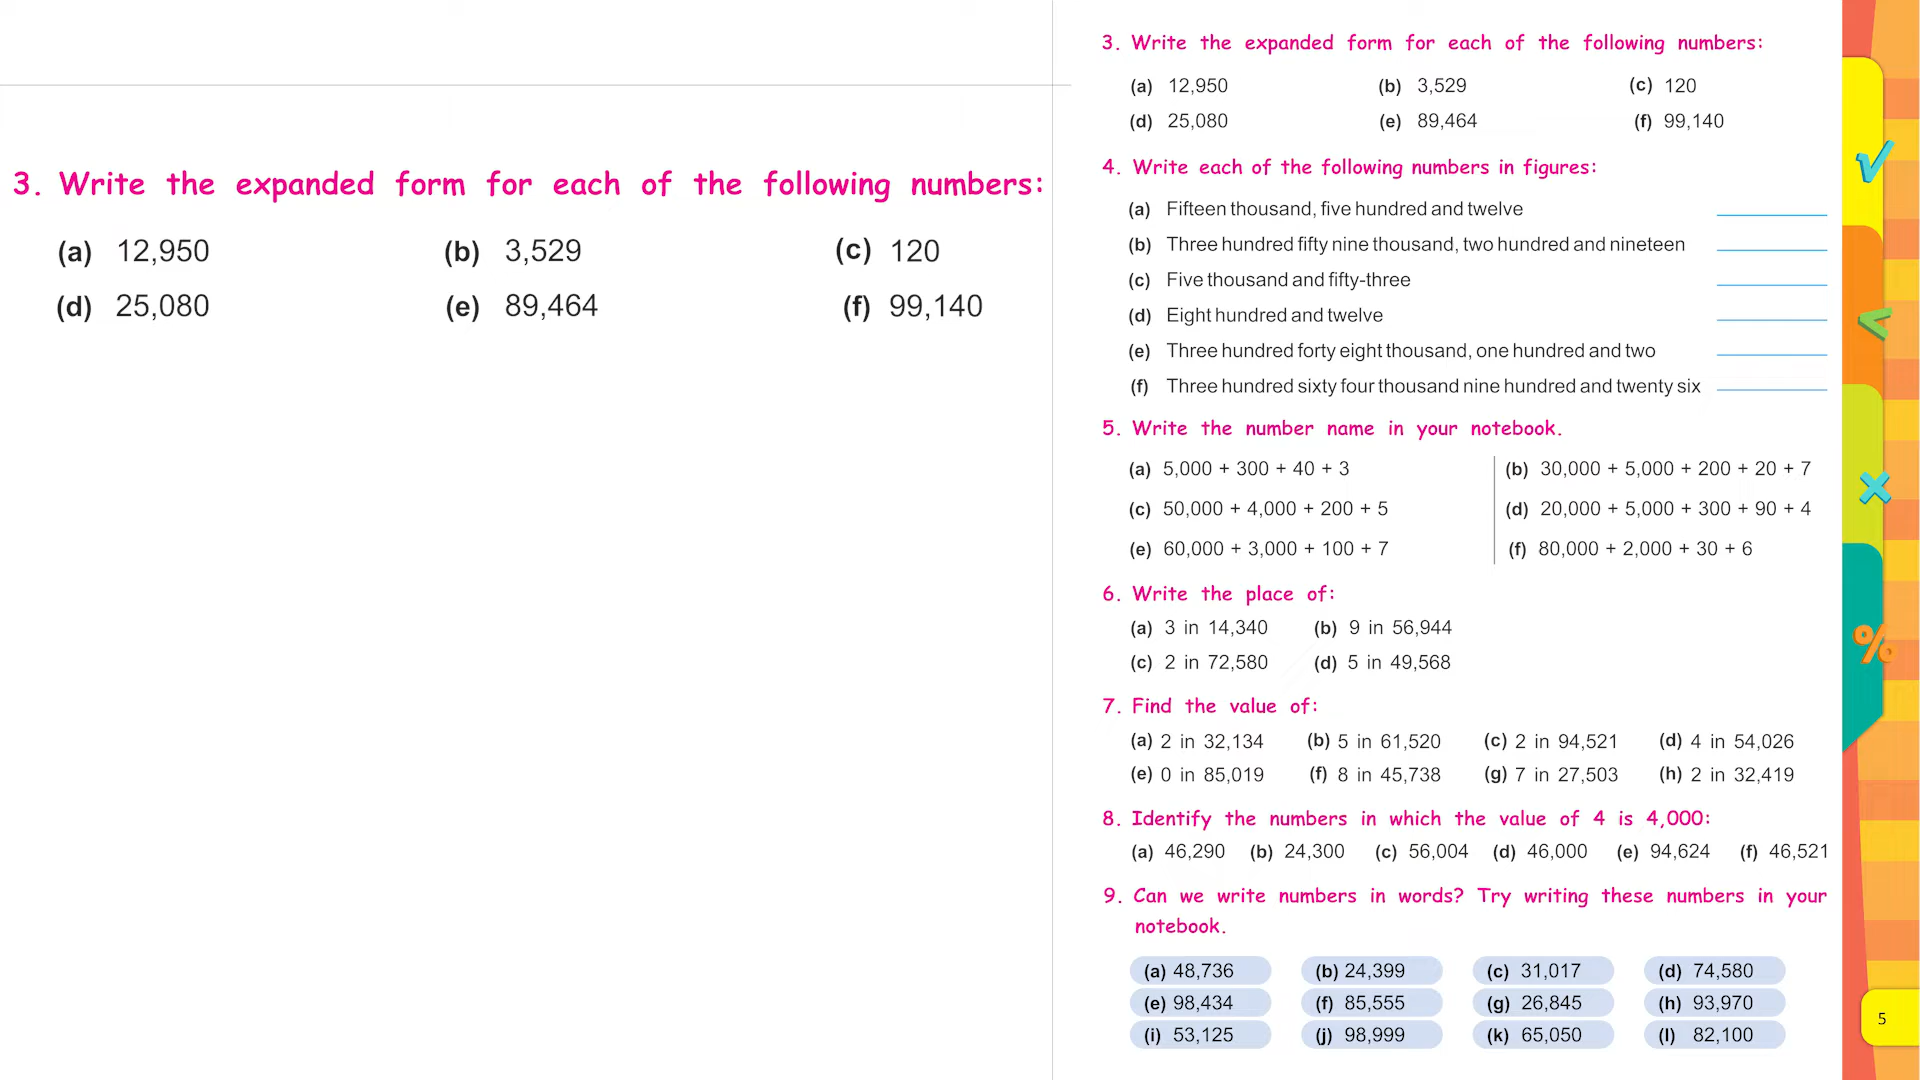 3. Write the expanded form for each of the following numbers:
(a) 12,950 (b) 3,529 (c) 120
(d) 25,080 (e) 89,464 (f) 99,140
3. Write the expanded form for each of the following numbers:
(a) 12,950 (b) 3,529 (c) 120
(d) 25,080 (e) 89,464 (f) 99,140
4. Write each of the following numbers in figures:
(a) Fifteen thousand, five hundred and twelve
(b) Three hundred fifty nine thousand, two hundred and nineteen
(c) Five thousand and fifty-three
(d) Eight hundred and twelve
(e) Three hundred forty eight thousand, one hundred and two
(f) Three hundred sixty four thousand nine hundred and twenty six
5. Write the number name in your notebook.
(a) 5,000 + 300 + 40 + 3 (b) 30,000 + 5,000 + 200 + 20 + 7
(c) 50,000 + 4,000 + 200 + 5 (d) 20,000 + 5,000 + 300 + 90 + 4
(e) 60,000 + 3,000 + 100 + 7 (f) 80,000 + 2,000 + 30 + 6
6. Write the place of:
(a) 3 in 14,340 (b) 9 in 56,944
(c) 2 in 72,580 (d) 5 in 49,568
7. Find the value of:
(a) 2 in 32,134 (b) 5 in 61,520 (c) 2 in 94,521 (d) 4 in 54,026
(e) 0 in 85,019 (f) 8 in 45,738 (g) 7 in 27,503 (h) 2 in 32,419
8. Identify the numbers in which the value of 4 is 4,000:
(a) 46,290 (b) 24,300 (c) 56,004 (d) 46,000 (e) 94,624 (f) 46,521
9. Can we write numbers in words? Try writing these numbers in your
notebook.
(a) 48,736 (b) 24,399 (c) 31,017 (d) 74,580
(e) 98,434 (f) 85,555 (g) 26,845 (h) 93,970
(i) 53,125 (j) 98,999 (k) 65,050 (l) 82,100
√
<
×
%
5